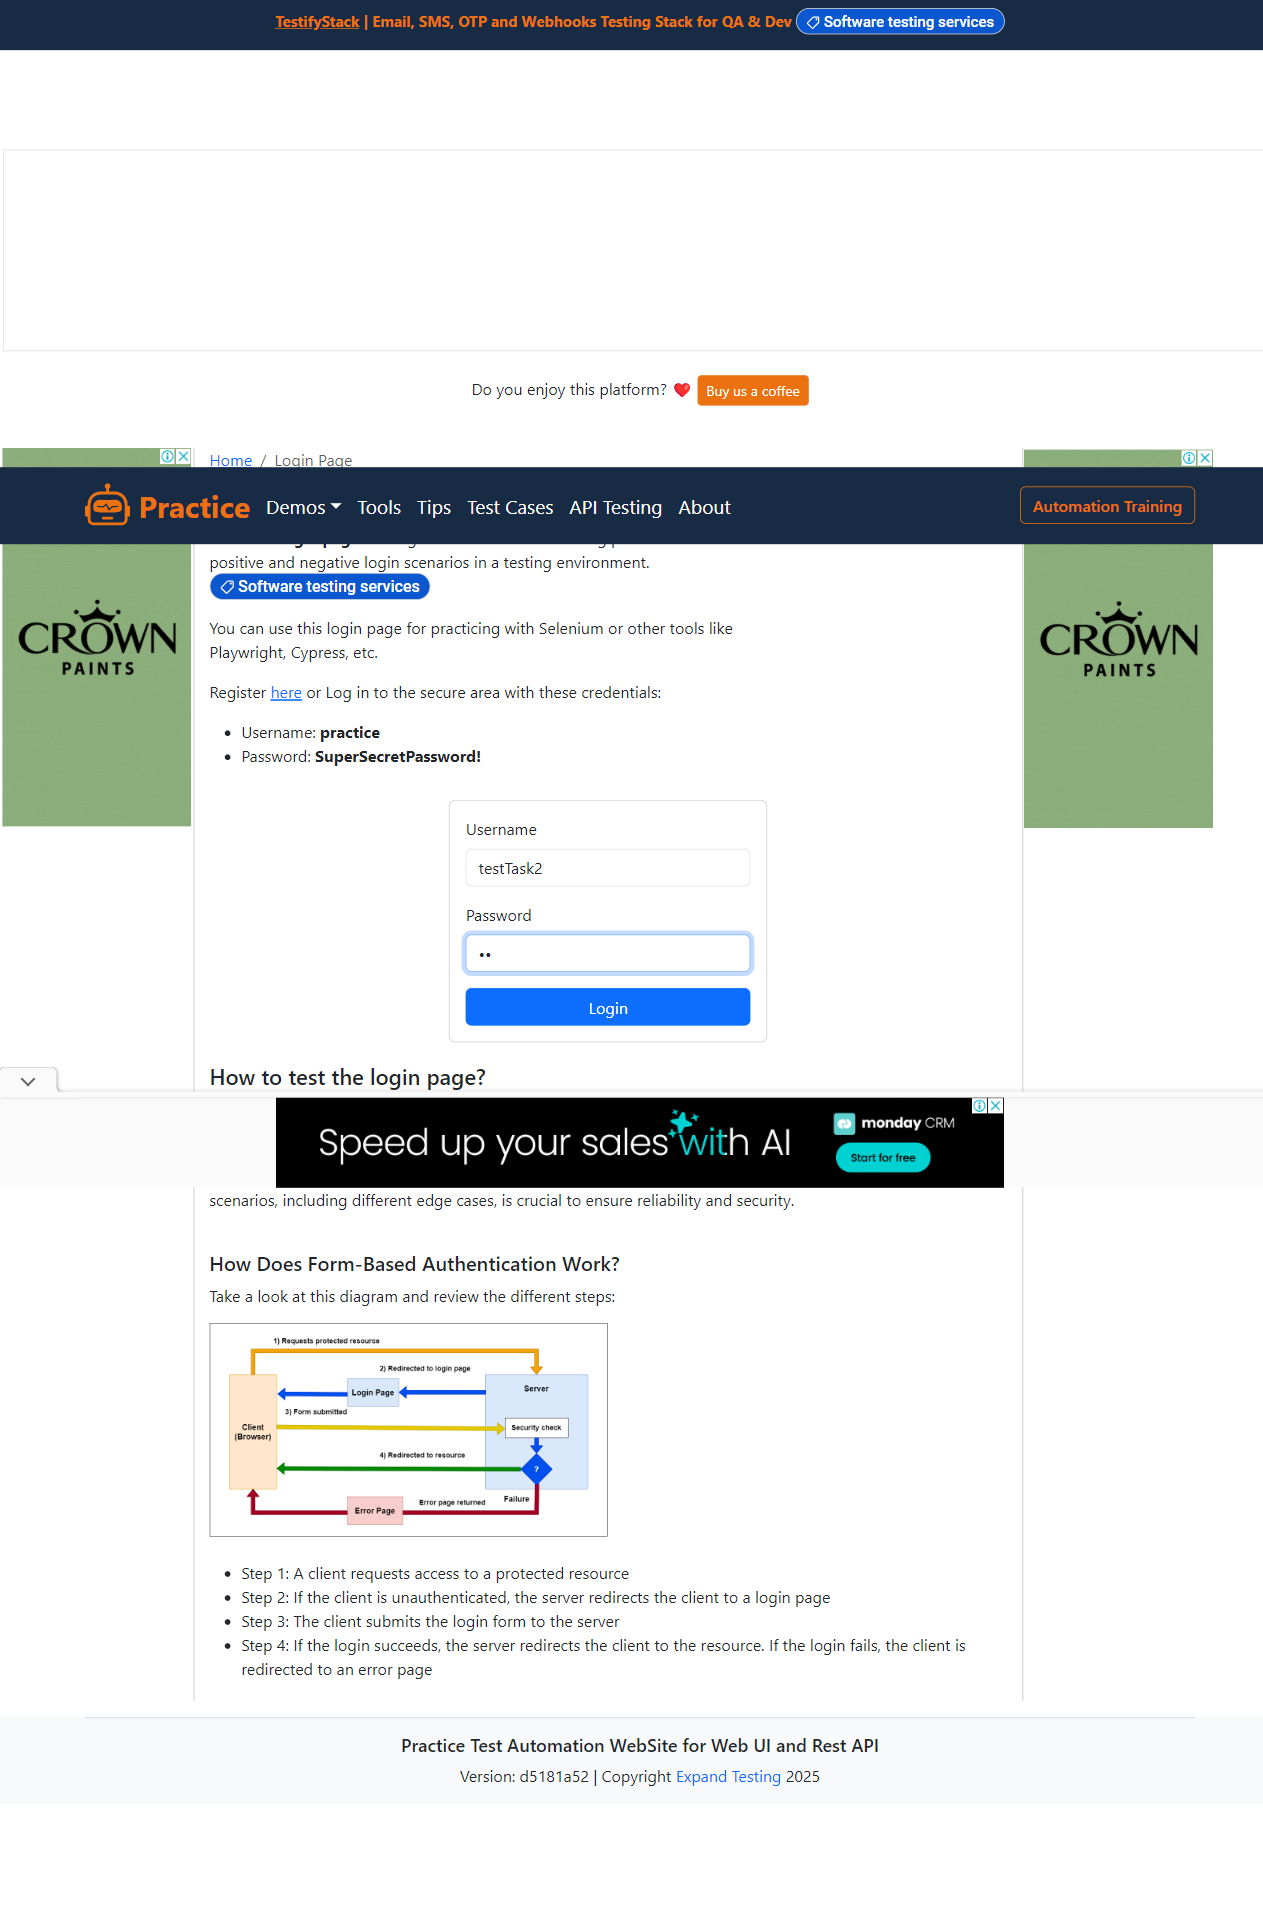 TestifyStack | Email, SMS, OTP and Webhooks Testing Stack for QA & Dev Software testing services
Do you enjoy this platform? Buy us a coffee
Home / Login Page
Practice Demos Tools Tips Test Cases API Testing About Automation Training
positive and negative login scenarios in a testing environment.
Software testing services
CROWN
PAINTS
CROWN
PAINTS
You can use this login page for practicing with Selenium or other tools like
Playwright, Cypress, etc.
Register here or Log in to the secure area with these credentials:
Username: practice
Password: SuperSecretPassword!
Username
testTask2
Password
••
Login
How to test the login page?
Speed up your sales with AI
monday CRM
Start for free
scenarios, including different edge cases, is crucial to ensure reliability and security.
How Does Form-Based Authentication Work?
Take a look at this diagram and review the different steps:
1) Requests protected resource
2) Redirected to login page
Server
Login Page
3) Form submitted
Client
(Browser)
Security check
4) Redirected to resource
?
Failure
Error page returned
Error Page
Step 1: A client requests access to a protected resource
Step 2: If the client is unauthenticated, the server redirects the client to a login page
Step 3: The client submits the login form to the server
Step 4: If the login succeeds, the server redirects the client to the resource. If the login fails, the client is
redirected to an error page
Practice Test Automation WebSite for Web UI and Rest API
Version: d5181a52 | Copyright Expand Testing 2025